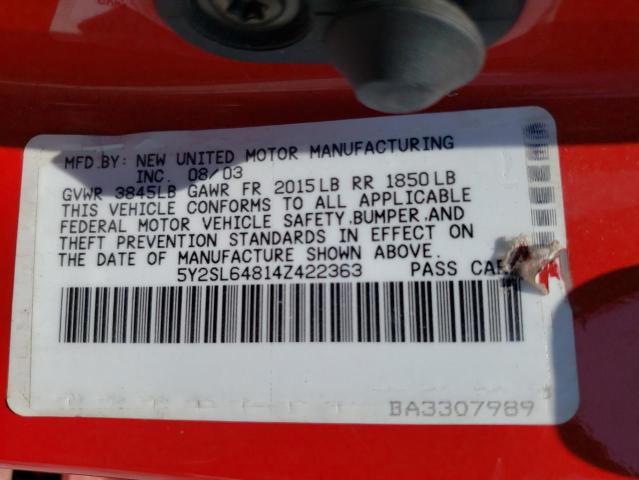 MFD.BY: NEW UNITED MOTOR MANUFACTURING
INC. 08/03
GVWR 3845LB GAWR FR 2015LB RR 1850LB
THIS VEHICLE CONFORMS TO ALL APPLICABLE
FEDERAL MOTOR VEHICLE SAFETY,BUMPER,AND
THEFT PREVENTION STANDARDS IN EFFECT ON
THE DATE OF MANUFACTURE SHOWN ABOVE.
5Y2SL64814Z422363 PASS CAR
BA3307989